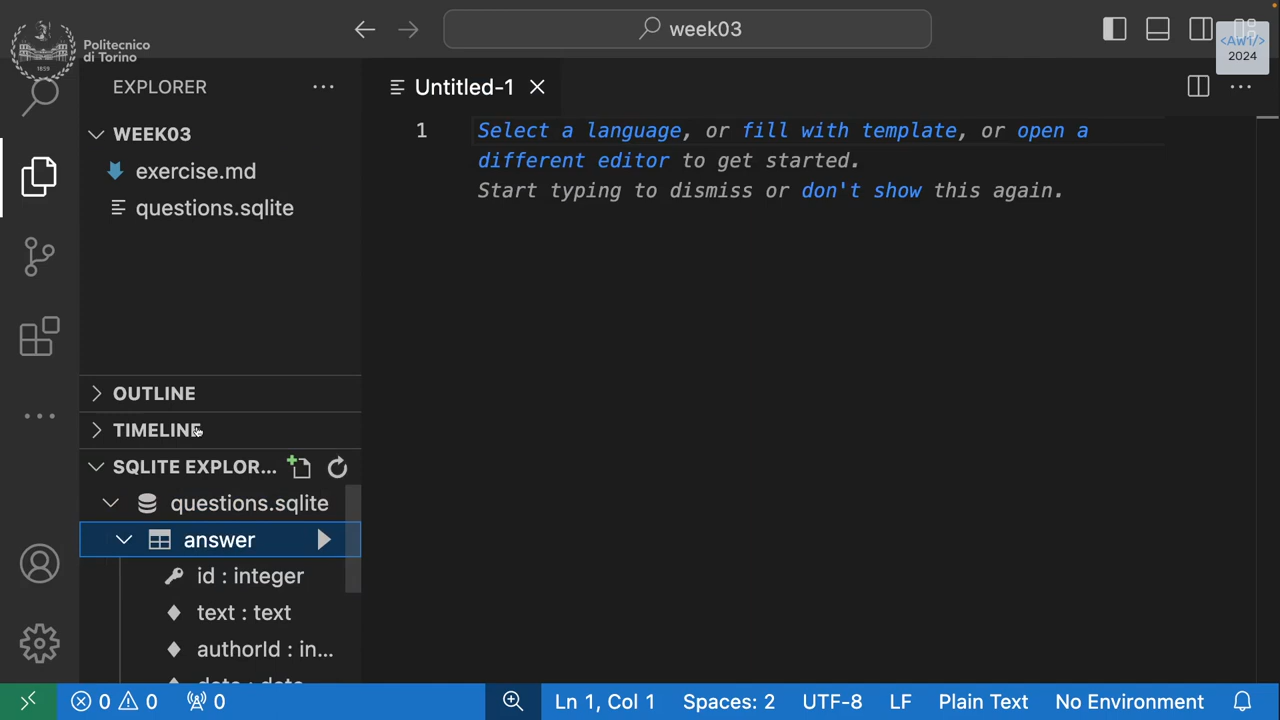 Politecnico
di Torino
week03
<AW1/>
2024
EXPLORER
Untitled-1
WEEK03
exercise.md
questions.sqlite
1
Select a language, or fill with template, or open a
different editor to get started.
Start typing to dismiss or don't show this again.
OUTLINE
TIMELINE
SQLITE EXPLOR...
questions.sqlite
answer
id : integer
text : text
authorId : in...
date : date
0 0 0
Ln 1, Col 1 Spaces: 2 UTF-8 LF Plain Text No Environment